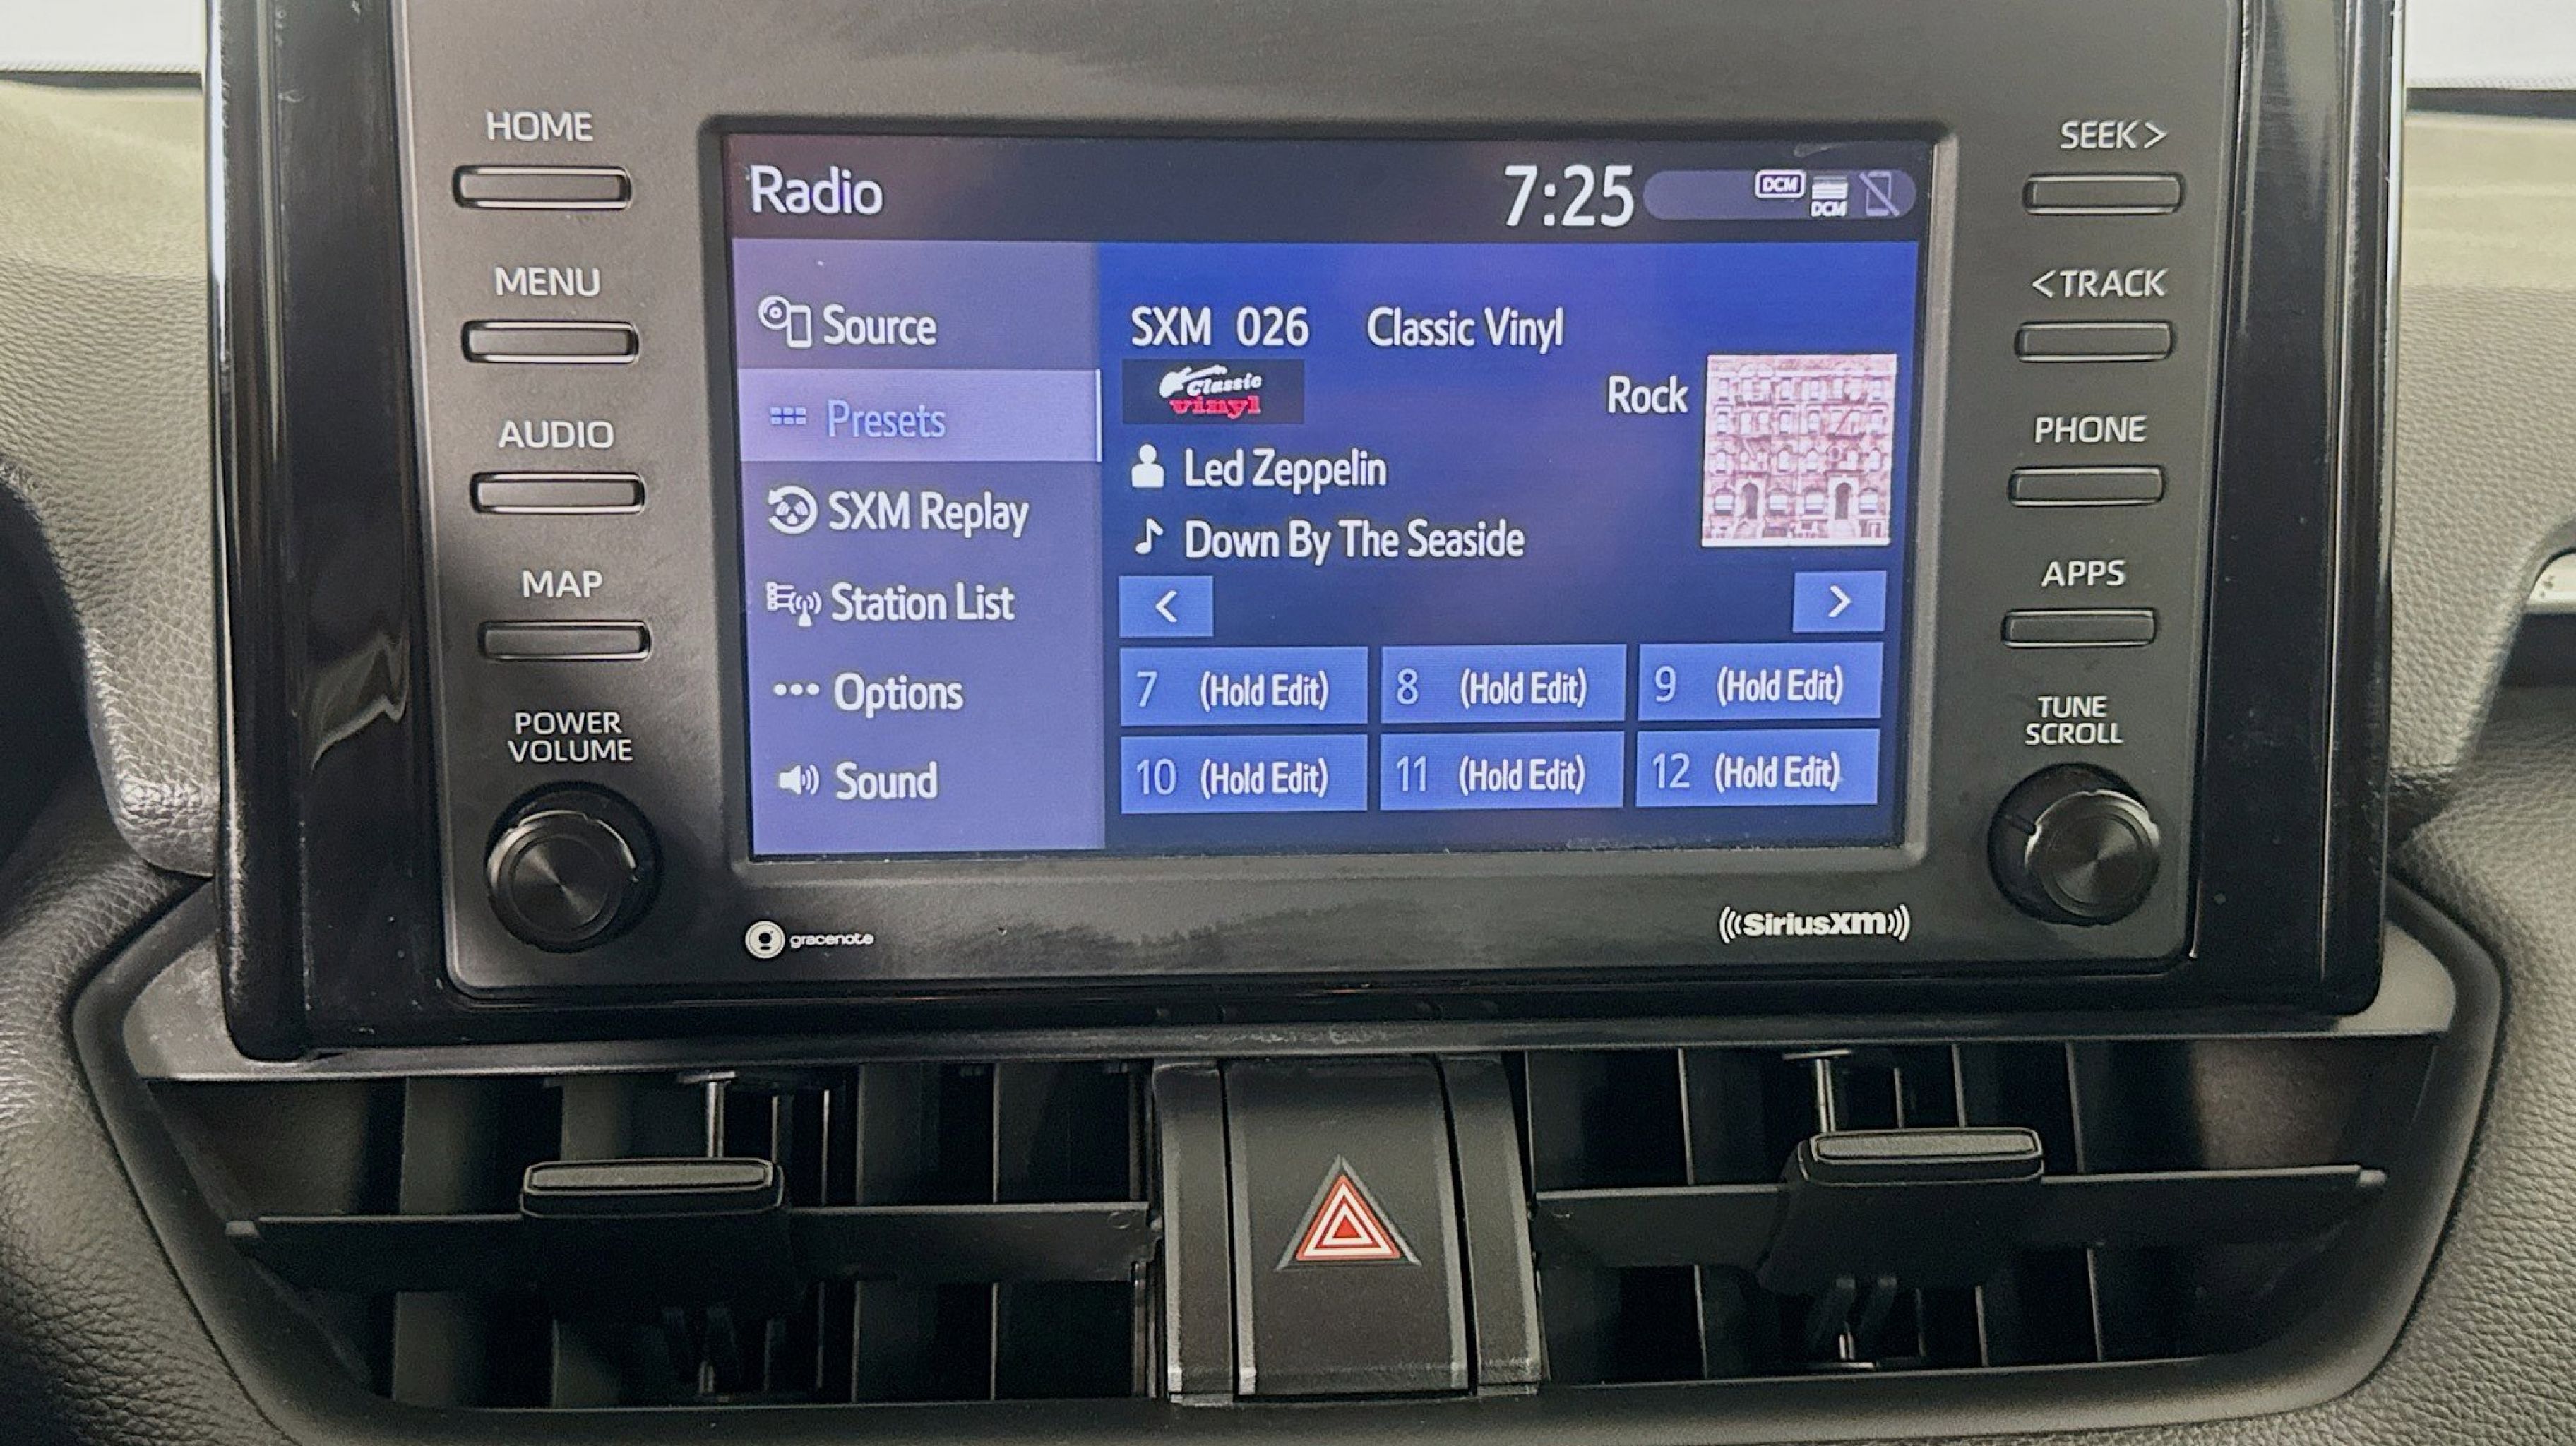 HOME
MENU
AUDIO
MAP
POWER
VOLUME
Radio
7:25
DCM
DCM
Source
Presets
SXM Replay
Station List
Options
Sound
SXM 026 Classic Vinyl
Classic
vinyl
Rock
Led Zeppelin
Down By The Seaside
<
>
7 (Hold Edit)
8 (Hold Edit)
9 (Hold Edit)
10 (Hold Edit)
11 (Hold Edit)
12 (Hold Edit)
SEEK >
< TRACK
PHONE
APPS
TUNE
SCROLL
gracenote
((SiriusXM))